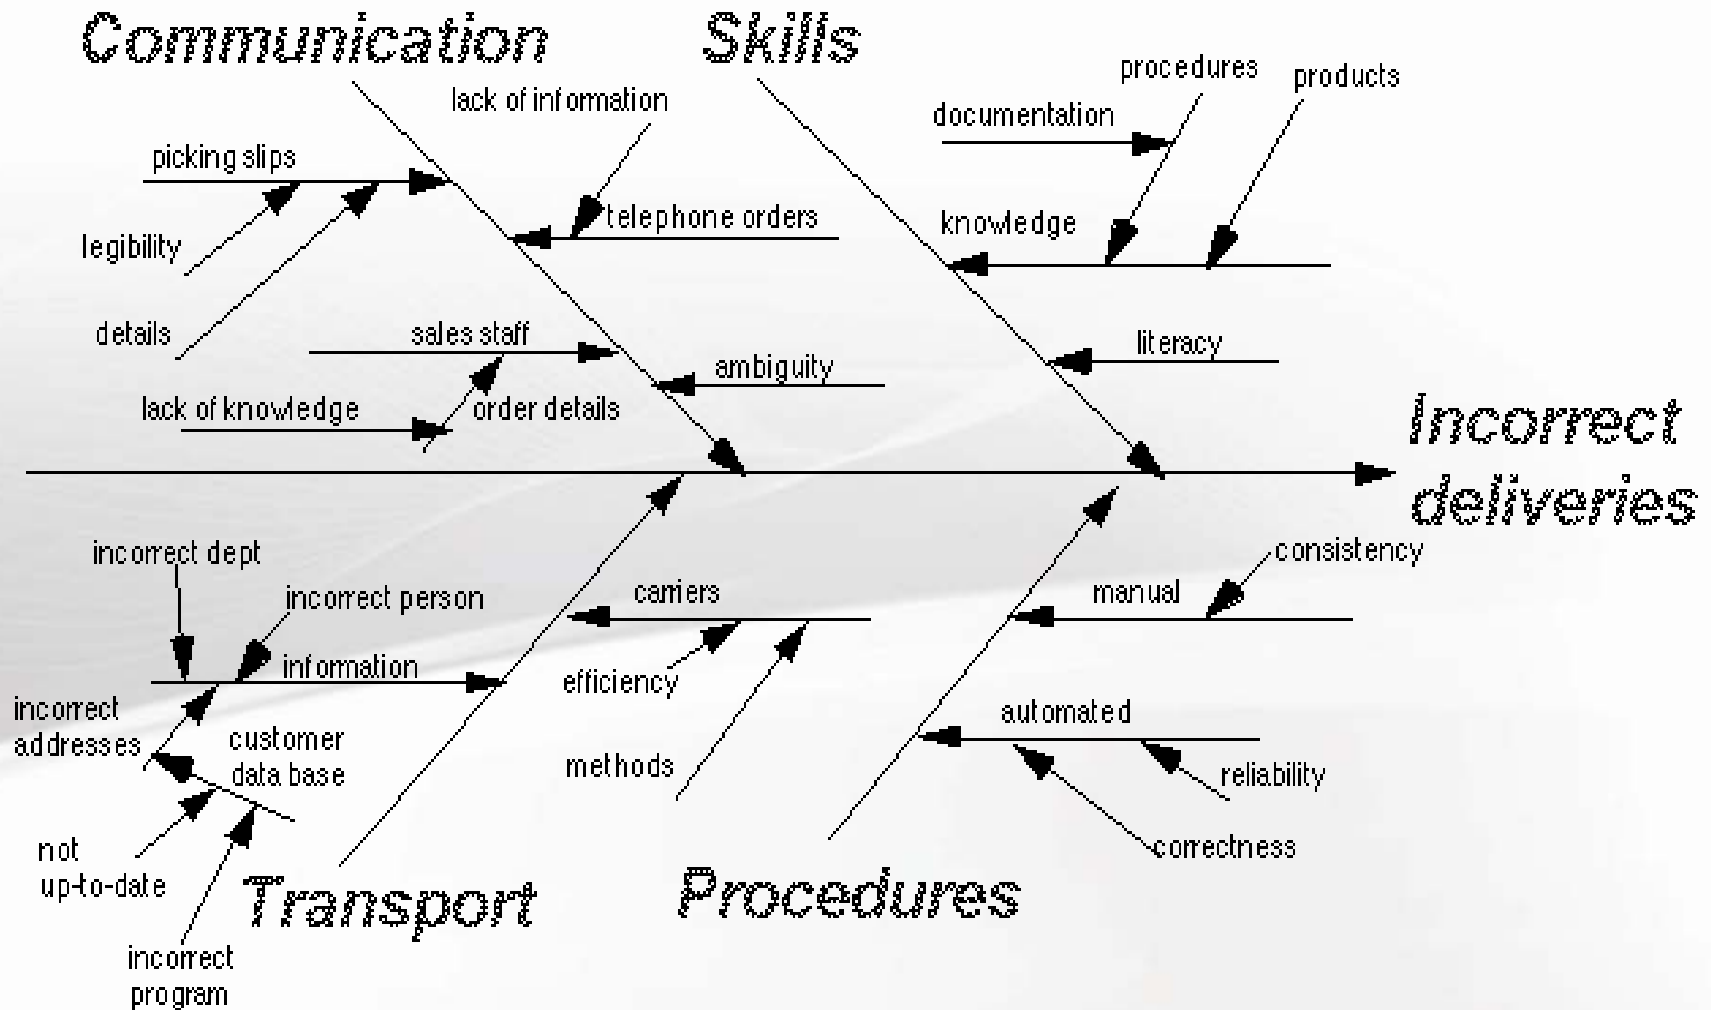 Communication
Skills
procedures
products
lack of information
documentation
picking slips
telephone orders
knowledge
legibility
details
sales staff
literacy
ambiguity
lack of knowledge
order details
Incorrect
deliveries
incorrect dept
consistency
incorrect person
carriers
manual
information
efficiency
incorrect
addresses
customer
data base
automated
methods
reliability
not
up-to-date
correctness
Transport
Procedures
incorrect
program